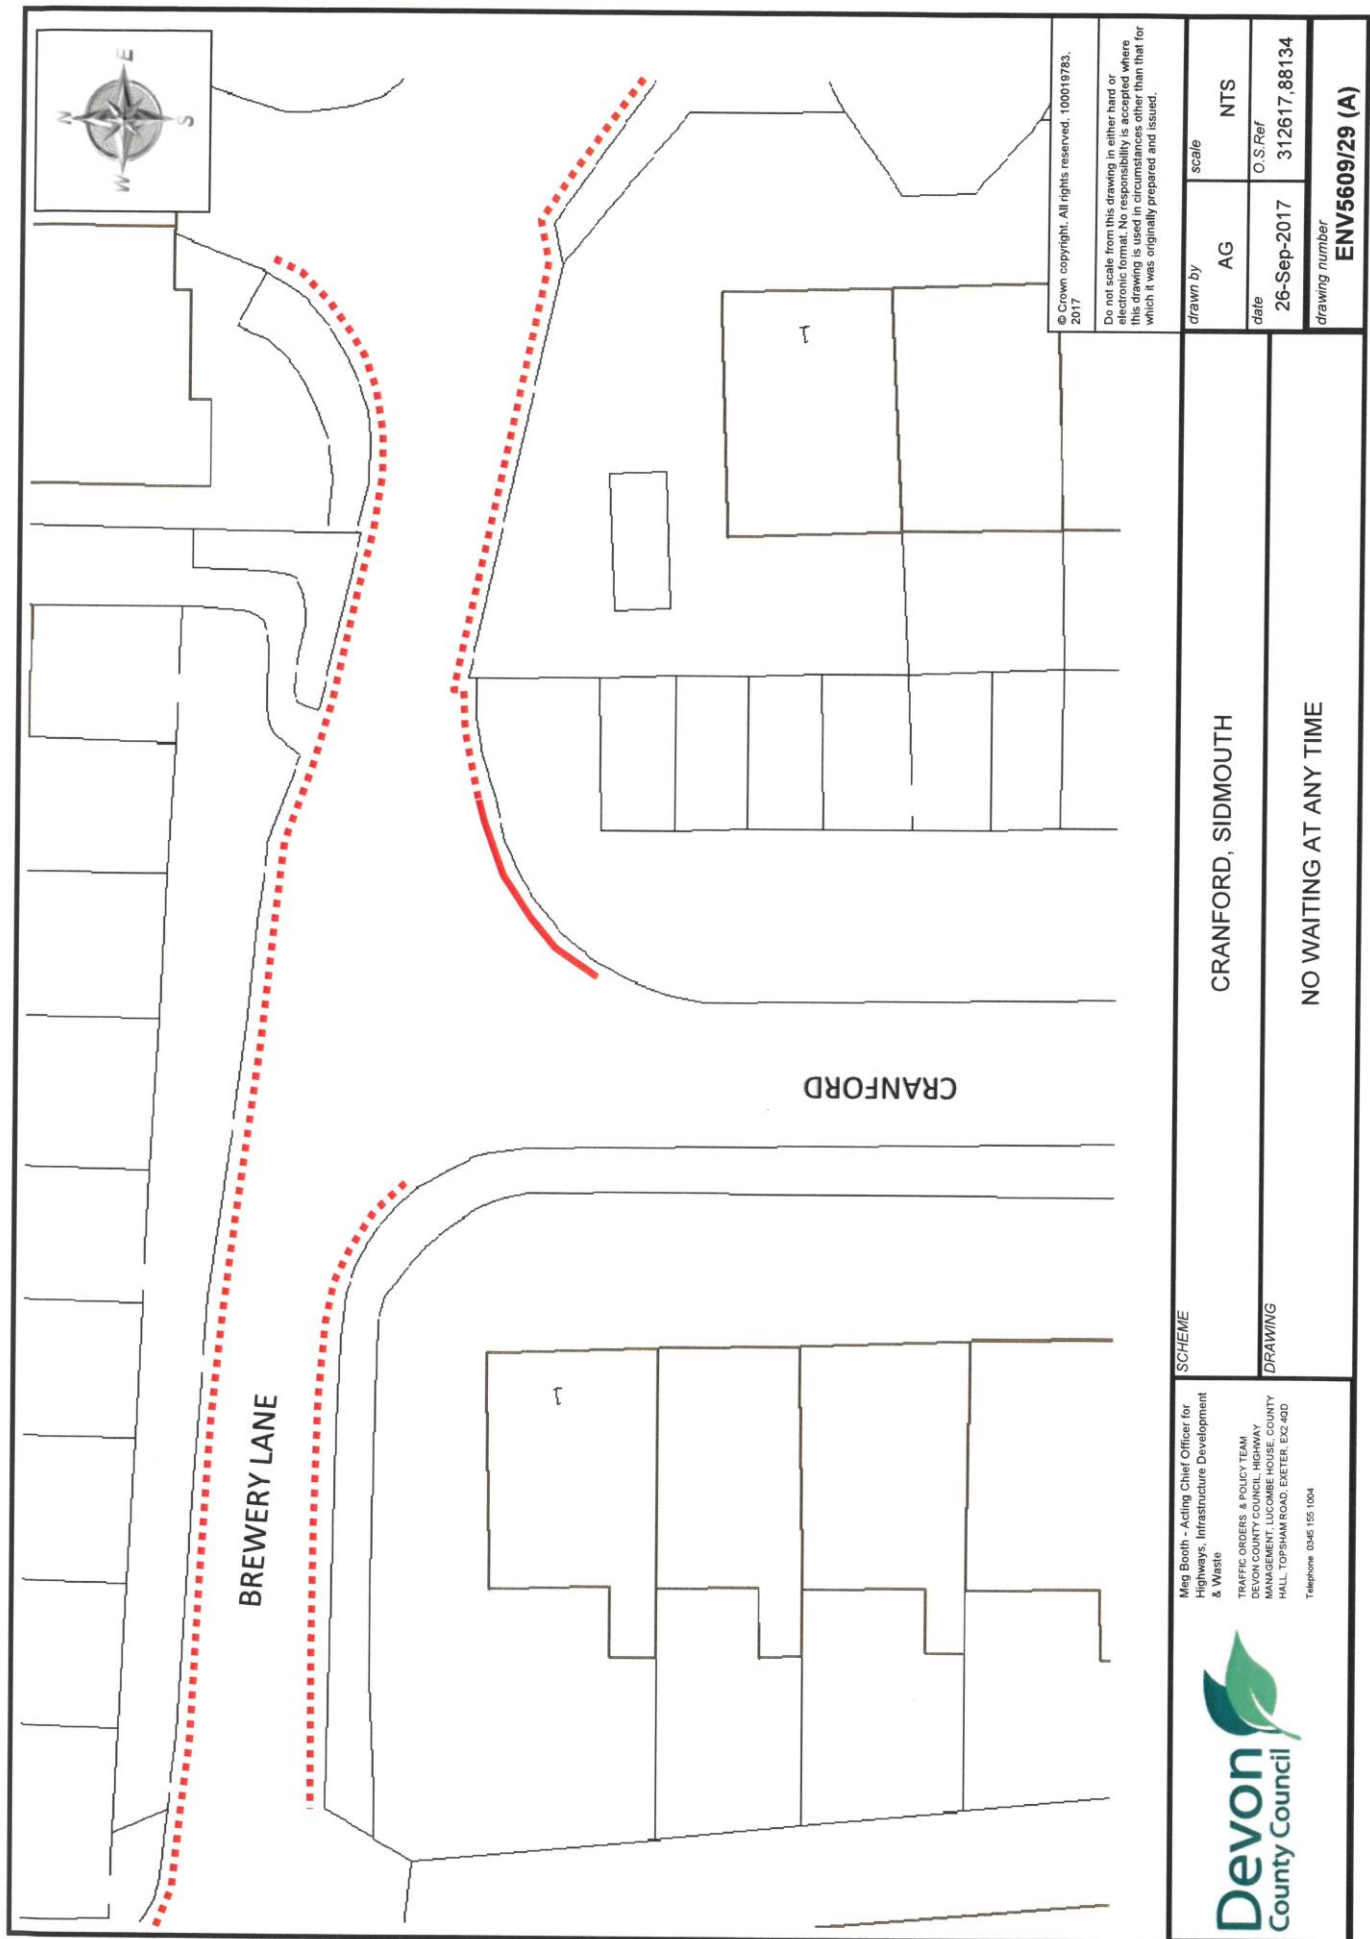 N
E
S
W
BREWERY LANE
CRANFORD
1
1
© Crown copyright. All rights reserved. 100019783.
2017
Do not scale from this drawing in either hard or
electronic format. No responsibility is accepted where
this drawing is used in circumstances other than that for
which it was originally prepared and issued.
Devon
County Council
Meg Booth - Acting Chief Officer for
Highways, Infrastructure Development
& Waste
TRAFFIC ORDERS & POLICY TEAM
DEVON COUNTY COUNCIL, HIGHWAY
MANAGEMENT, LUCOMBE HOUSE, COUNTY
HALL, TOPSHAM ROAD, EXETER, EX2 4QD
Telephone 0345 155 1004
SCHEME
CRANFORD, SIDMOUTH
DRAWING
NO WAITING AT ANY TIME
drawn by
AG
scale
NTS
date
26-Sep-2017
O.S.Ref
312617,88134
drawing number
ENV5609/29 (A)